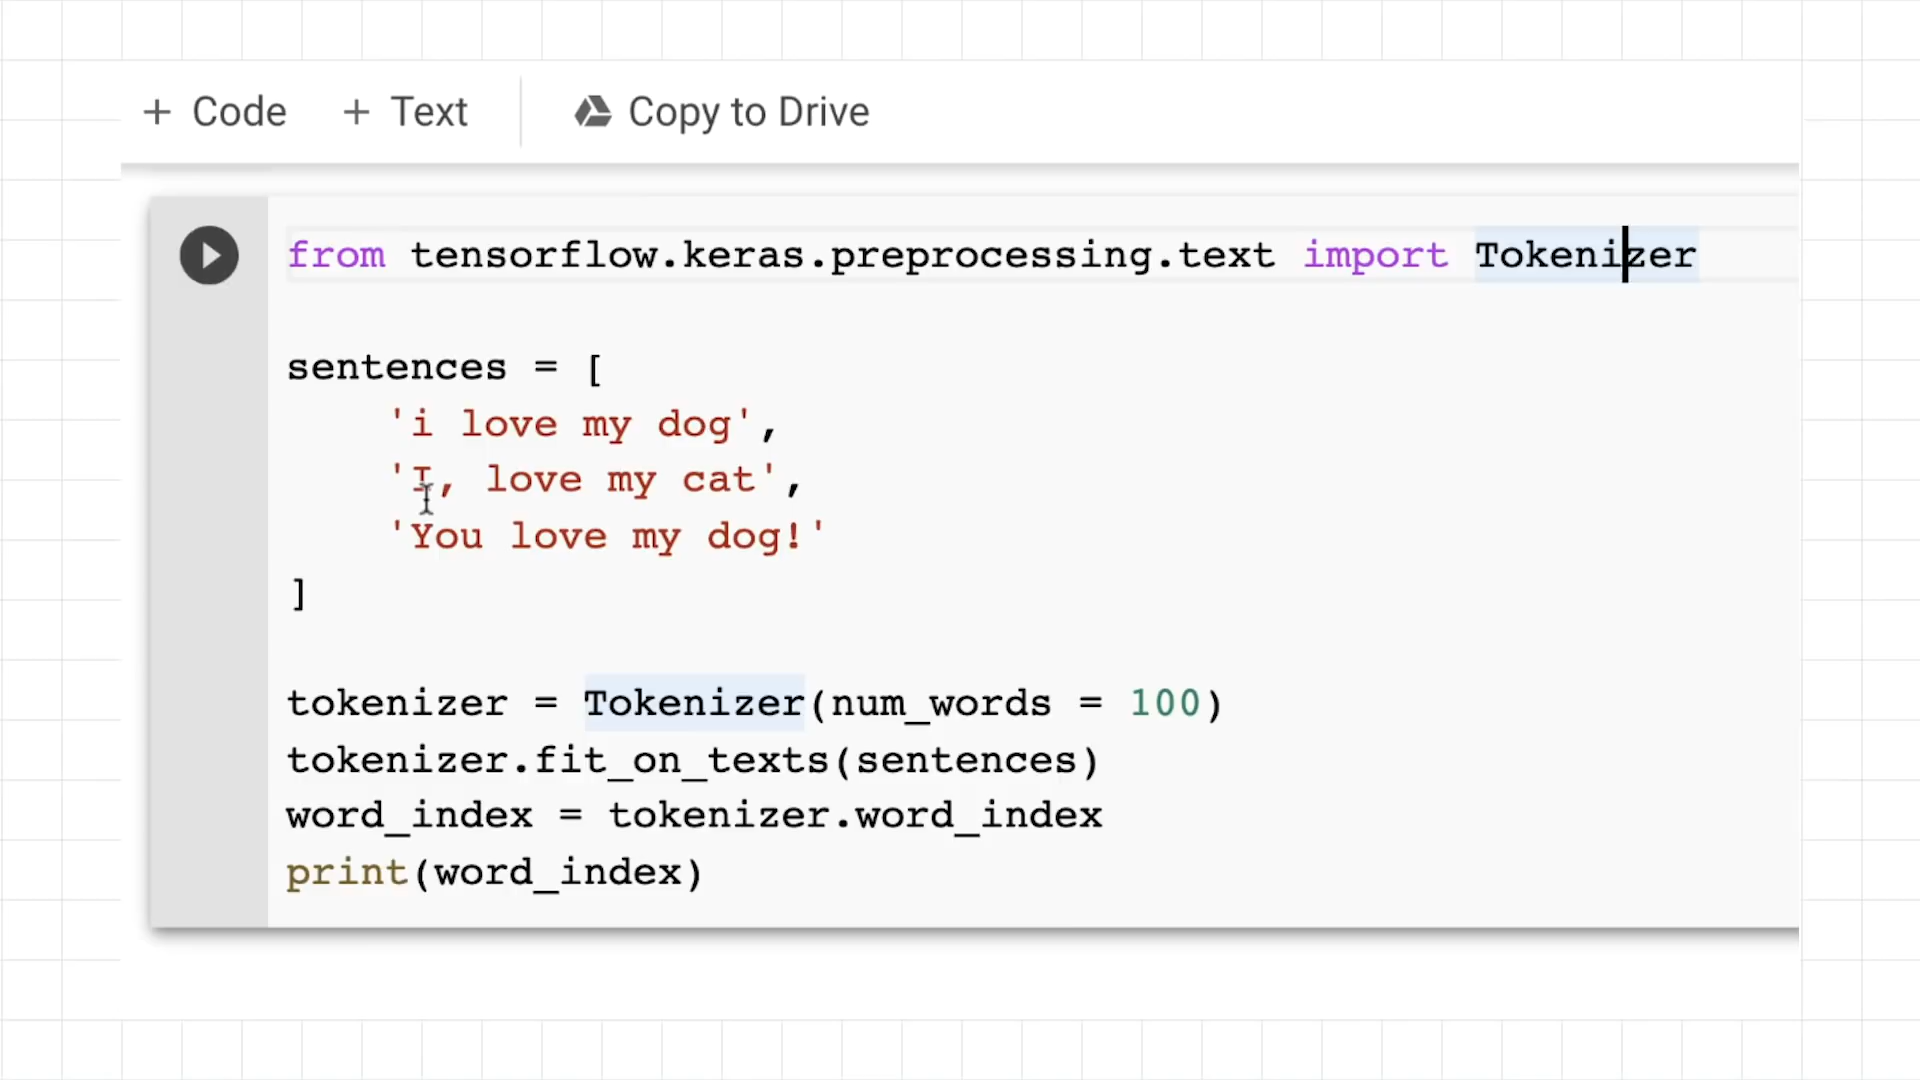 + Code + Text Copy to Drive
from tensorflow.keras.preprocessing.text import Tokenizer
sentences = [
'i love my dog',
'I, love my cat',
'You love my dog!'
]
tokenizer = Tokenizer(num_words = 100)
tokenizer.fit_on_texts(sentences)
word_index = tokenizer.word_index
print(word_index)